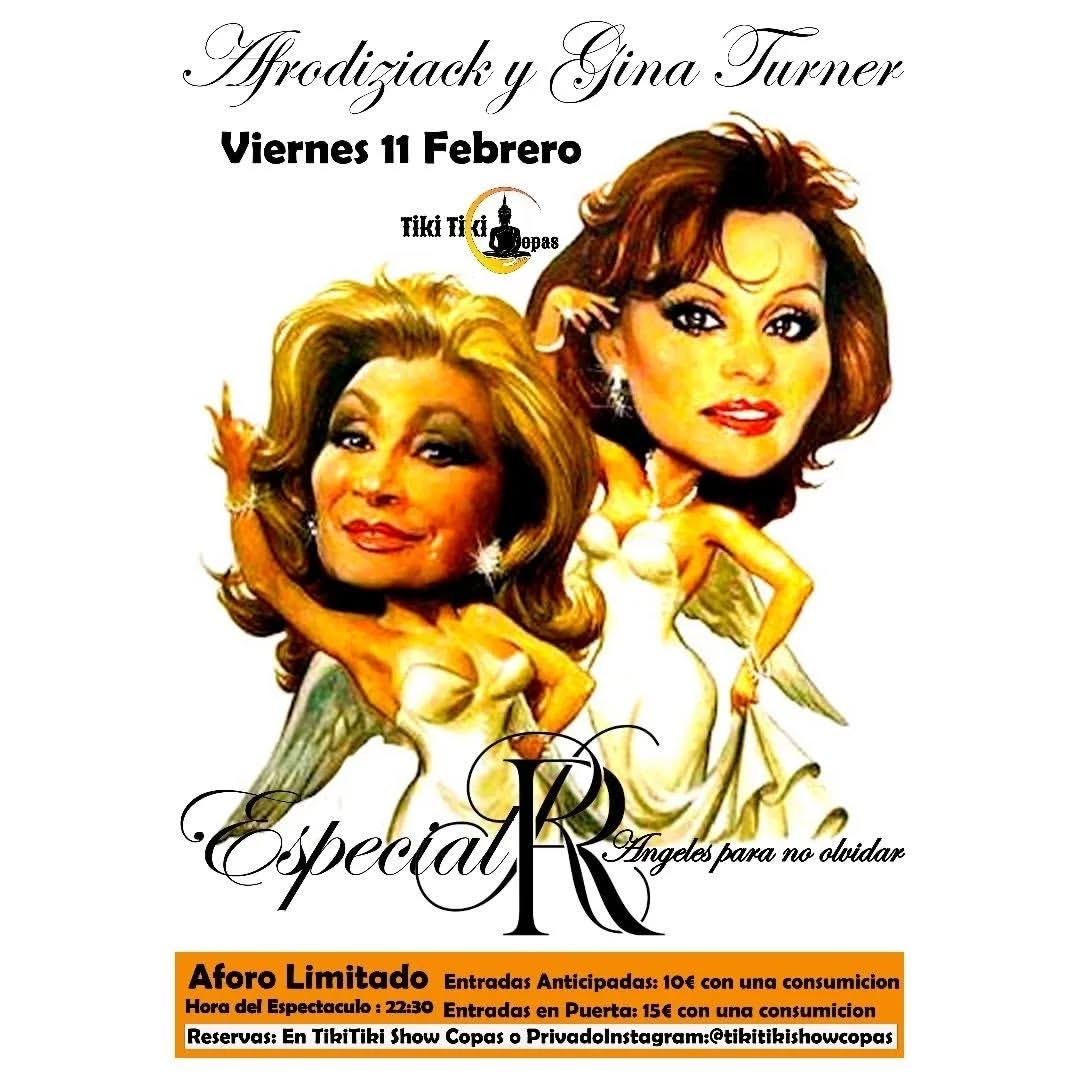 Afrodiziack y Gina Turner
Viernes 11 Febrero
Tiki Tiki Copas
Especial RR Angeles para no olvidar
Aforo Limitado Entradas Anticipadas: 10€ con una consumicion
Hora del Espectaculo : 22:30 Entradas en Puerta: 15€ con una consumicion
Reservas: En TikiTiki Show Copas o PrivadoInstagram:@tikitikishowcopas